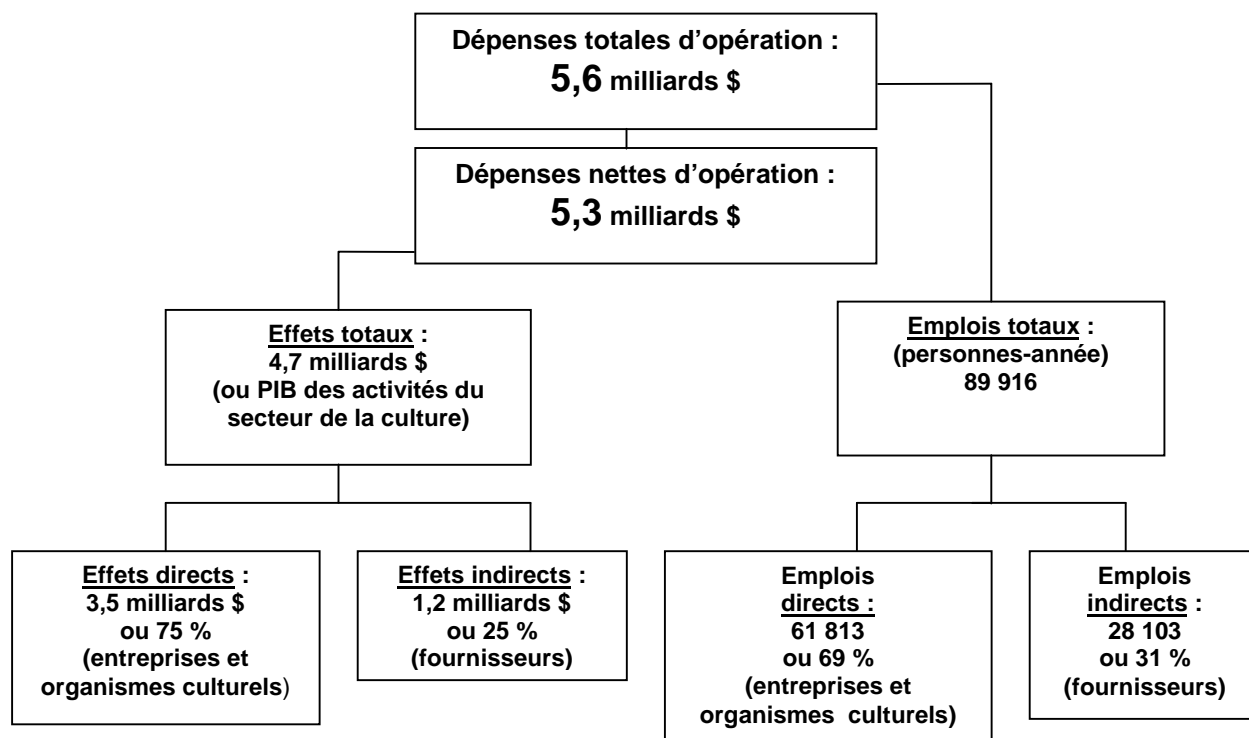 Dépenses totales d’opération :
5,6 milliards $
Dépenses nettes d’opération :
5,3 milliards $
Effets totaux :
4,7 milliards $
(ou PIB des activités du
secteur de la culture)
Emplois totaux :
(personnes-année)
89 916
Effets directs :
3,5 milliards $
ou 75 %
(entreprises et
organismes culturels)
Effets indirects :
1,2 milliards $
ou 25 %
(fournisseurs)
Emplois
directs :
61 813
ou 69 %
(entreprises et
organismes culturels)
Emplois
indirects :
28 103
ou 31 %
(fournisseurs)